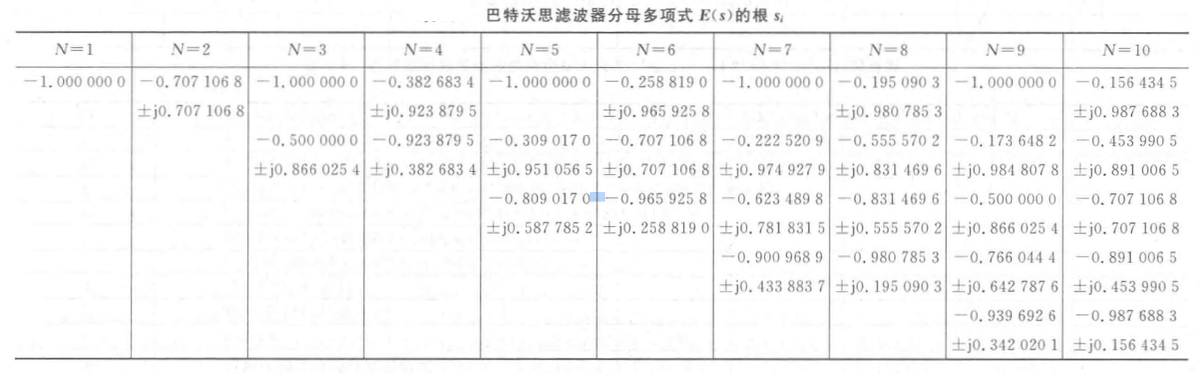 巴特沃思滤波器分母多项式 E(s)的根 sᵢ
N=1 N=2 N=3 N=4 N=5 N=6 N=7 N=8 N=9 N=10
−1.000 000 0 −0.707 106 8 −1.000 000 0 −0.382 683 4 −1.000 000 0 −0.258 819 0 −1.000 000 0 −0.195 090 3 −1.000 000 0 −0.156 434 5
±j0.707 106 8 ±j0.923 879 5 ±j0.965 925 8 ±j0.980 785 3 ±j0.987 688 3
−0.500 000 0 −0.923 879 5 −0.309 017 0 −0.707 106 8 −0.222 520 9 −0.555 570 2 −0.173 648 2 −0.453 990 5
±j0.866 025 4 ±j0.382 683 4 ±j0.951 056 5 ±j0.707 106 8 ±j0.974 927 9 ±j0.831 469 6 ±j0.984 807 8 ±j0.891 006 5
−0.809 017 0 −0.965 925 8 −0.623 489 8 −0.831 469 6 −0.500 000 0 −0.707 106 8
±j0.587 785 2 ±j0.258 819 0 ±j0.781 831 5 ±j0.555 570 2 ±j0.866 025 4 ±j0.707 106 8
−0.900 968 9 −0.980 785 3 −0.766 044 4 −0.891 006 5
±j0.433 883 7 ±j0.195 090 3 ±j0.642 787 6 ±j0.453 990 5
−0.939 692 6 −0.987 688 3
±j0.342 020 1 ±j0.156 434 5